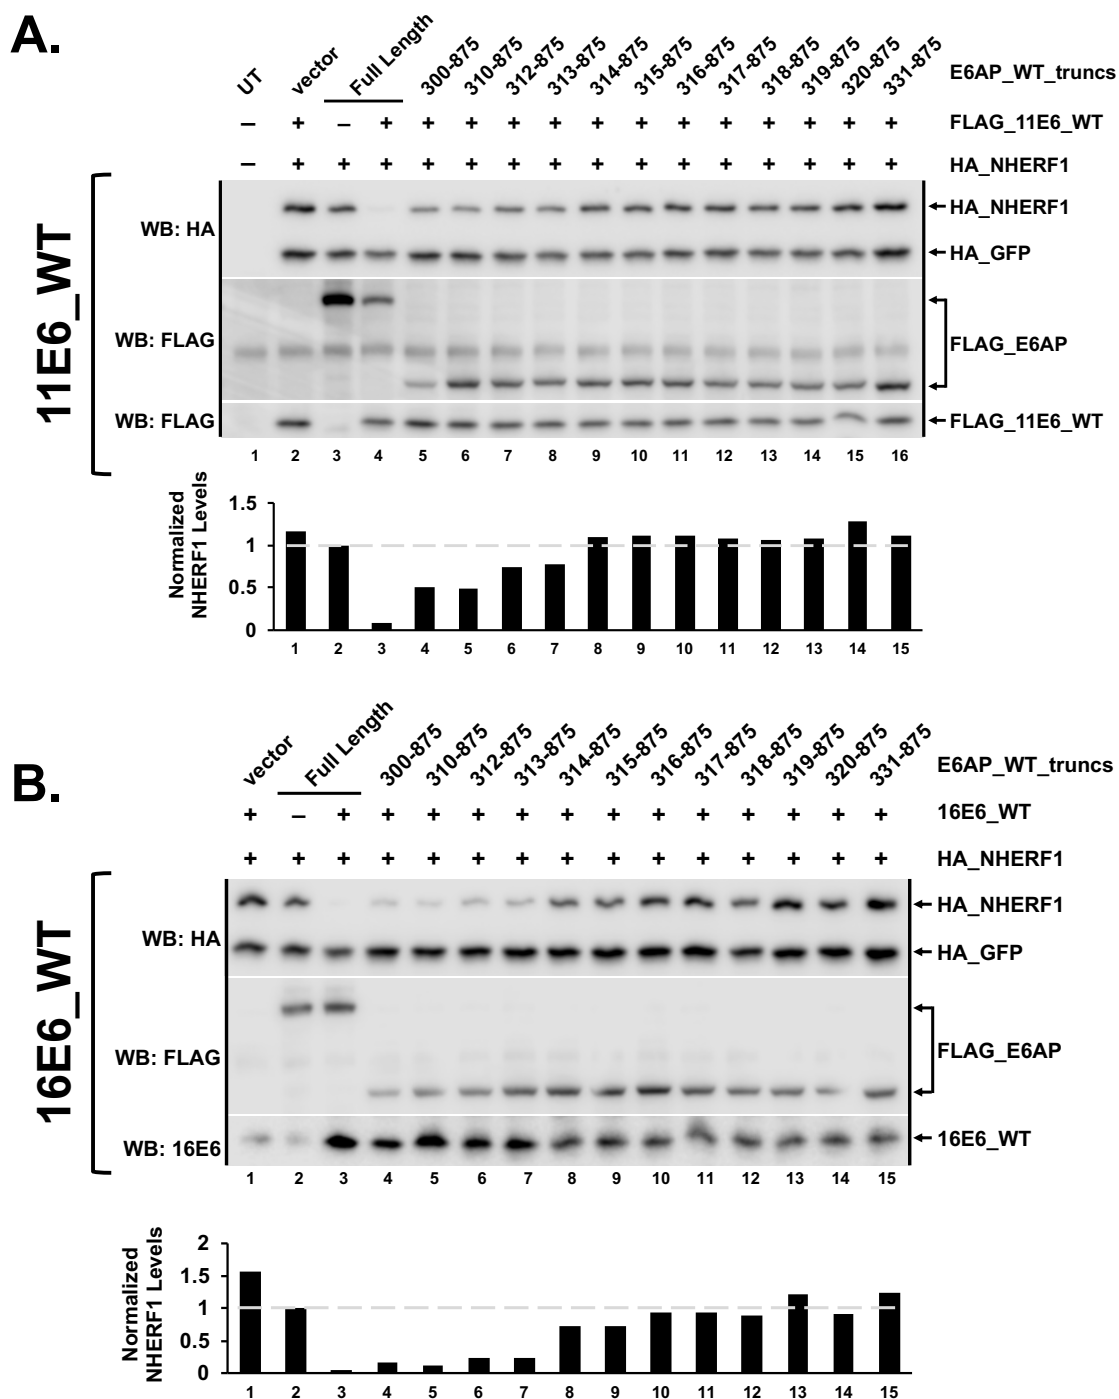 A.
UT vector Full Length 300-875 310-875 312-875 313-875 314-875 315-875 316-875 317-875 318-875 319-875 320-875 331-875 E6AP_WT_truncs
– + – + + + + + + + + + + + + + FLAG_11E6_WT
– + + + + + + + + + + + + + + + HA_NHERF1
11E6_WT
WB: HA
HA_NHERF1
HA_GFP
WB: FLAG
FLAG_E6AP
WB: FLAG
FLAG_11E6_WT
1 2 3 4 5 6 7 8 9 10 11 12 13 14 15 16
Normalized
NHERF1 Levels
1.5
1
0.5
0
1 2 3 4 5 6 7 8 9 10 11 12 13 14 15
B.
vector Full Length 300-875 310-875 312-875 313-875 314-875 315-875 316-875 317-875 318-875 319-875 320-875 331-875 E6AP_WT_truncs
+ – + + + + + + + + + + + + + 16E6_WT
+ + + + + + + + + + + + + + + HA_NHERF1
16E6_WT
WB: HA
HA_NHERF1
HA_GFP
WB: FLAG
FLAG_E6AP
WB: 16E6
16E6_WT
1 2 3 4 5 6 7 8 9 10 11 12 13 14 15
Normalized
NHERF1 Levels
2
1.5
1
0.5
0
1 2 3 4 5 6 7 8 9 10 11 12 13 14 15